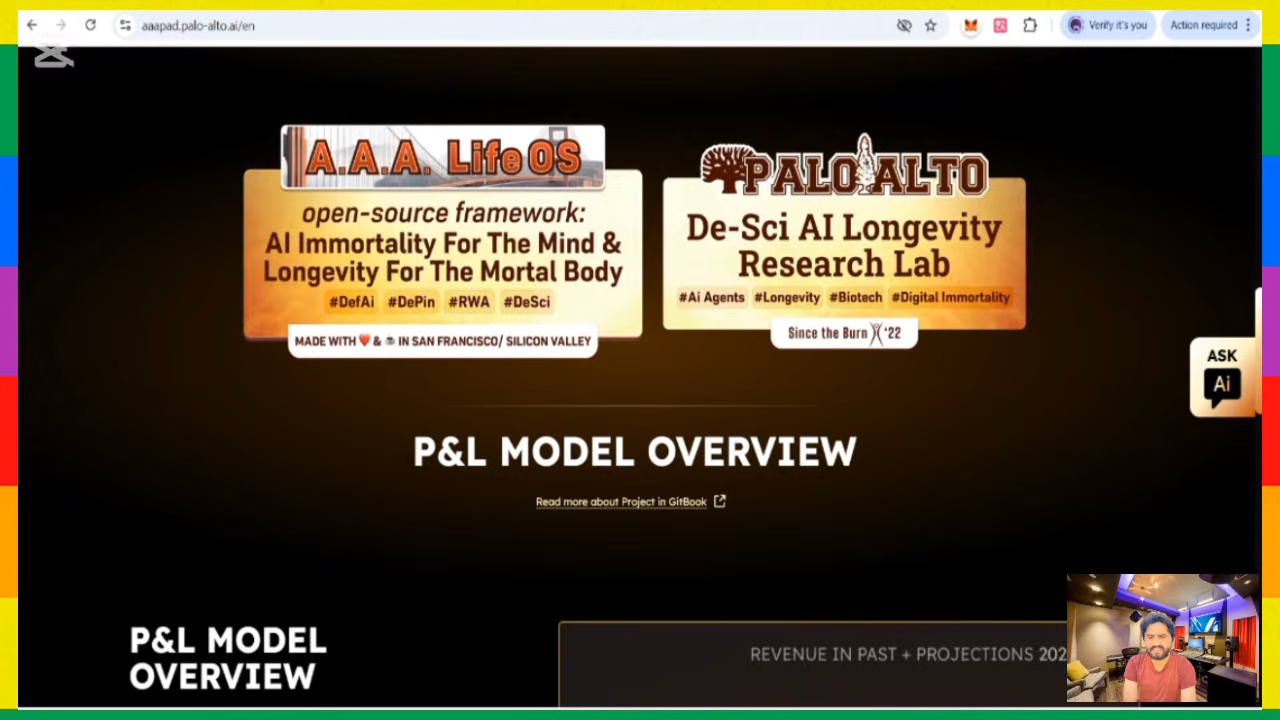 aaapad.palo-alto.ai/en
Verify it's you
Action required
A.A.A. Life OS
open-source framework:
AI Immortality For The Mind &
Longevity For The Mortal Body
#DefAi #DePin #RWA #DeSci
MADE WITH ❤️ & ☕ IN SAN FRANCISCO/ SILICON VALLEY
PALO ALTO
De-Sci AI Longevity
Research Lab
#Ai Agents #Longevity #Biotech #Digital Immortality
Since the Burn '22
ASK
Ai
P&L MODEL OVERVIEW
Read more about Project in GitBook
P&L MODEL
OVERVIEW
REVENUE IN PAST + PROJECTIONS 202